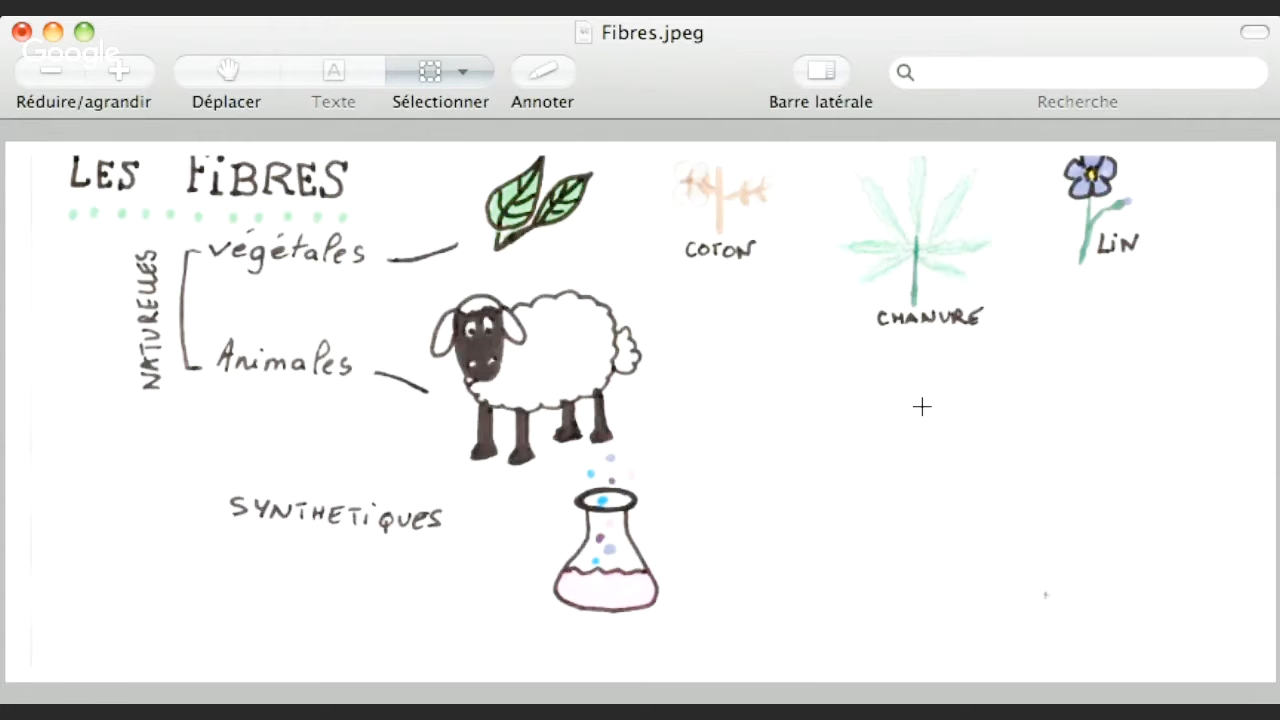 Fibres.jpeg
Google
Réduire/agrandir
Déplacer
Texte
Sélectionner
Annoter
Barre latérale
Recherche
LES FiBRES
NATURELLES
végétales
COTON
CHANVRE
LiN
Animales
SYNTHETiQUES